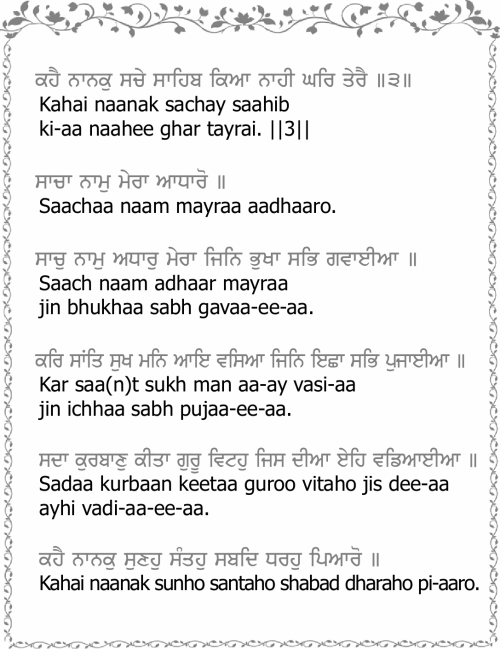 ਕਹੈ ਨਾਨਕੁ ਸਚੇ ਸਾਹਿਬ ਕਿਆ ਨਾਹੀ ਘਰਿ ਤੇਰੈ ॥੩॥
Kahai naanak sachay saahib
ki-aa naahee ghar tayrai. ||3||
ਸਾਚਾ ਨਾਮੁ ਮੇਰਾ ਆਧਾਰੋ ॥
Saachaa naam mayraa aadhaaro.
ਸਾਚੁ ਨਾਮੁ ਅਧਾਰੁ ਮੇਰਾ ਜਿਨਿ ਭੁਖਾ ਸਭਿ ਗਵਾਈਆ ॥
Saach naam adhaar mayraa
jin bhukhaa sabh gavaa-ee-aa.
ਕਰਿ ਸਾਂਤਿ ਸੁਖ ਮਨਿ ਆਇ ਵਸਿਆ ਜਿਨਿ ਇਛਾ ਸਭਿ ਪੁਜਾਈਆ ॥
Kar saa(n)t sukh man aa-ay vasi-aa
jin ichhaa sabh pujaa-ee-aa.
ਸਦਾ ਕੁਰਬਾਣੁ ਕੀਤਾ ਗੁਰੂ ਵਿਟਹੁ ਜਿਸ ਦੀਆ ਏਹਿ ਵਡਿਆਈਆ ॥
Sadaa kurbaan keetaa guroo vitaho jis dee-aa
ayhi vadi-aa-ee-aa.
ਕਹੈ ਨਾਨਕੁ ਸੁਣਹੁ ਸੰਤਹੁ ਸਬਦਿ ਧਰਹੁ ਪਿਆਰੋ ॥
Kahai naanak sunho santaho shabad dharaho pi-aaro.